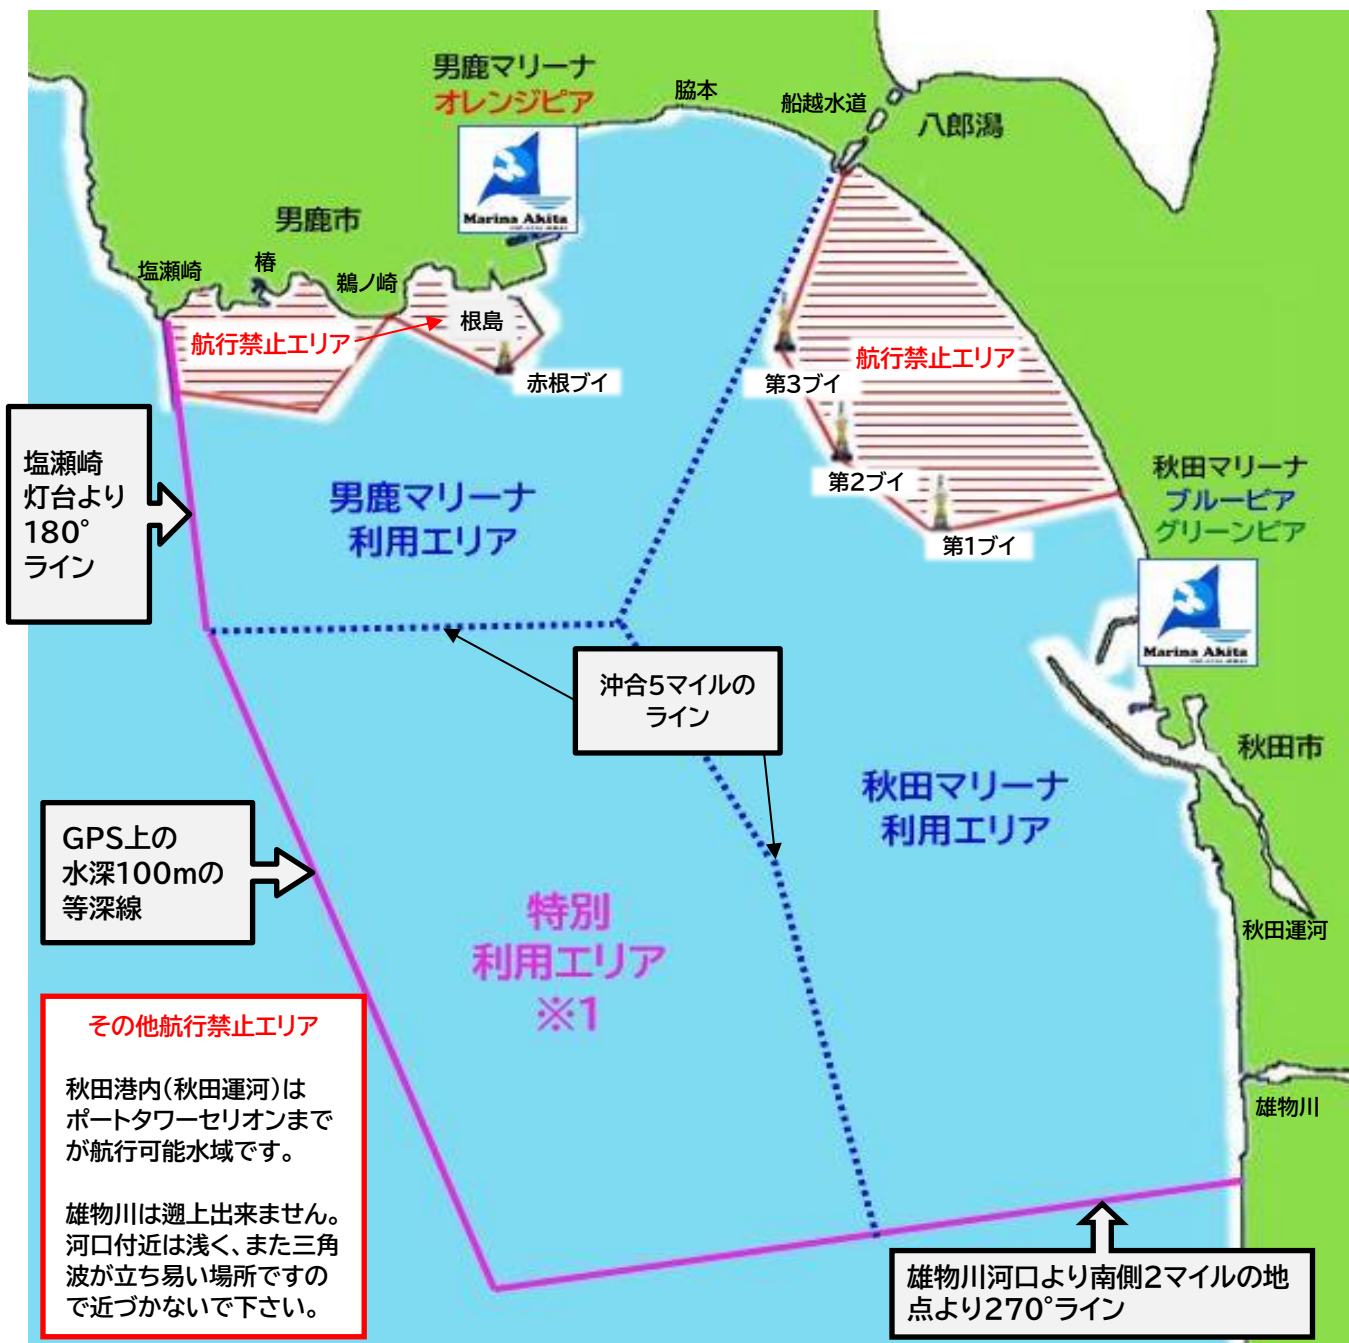 男鹿マリーナ
オレンジピア
脇本
船越水道
八郎潟
Marina Akita
男鹿市
塩瀬崎
椿
鵜ノ崎
根島
航行禁止エリア
赤根ブイ
航行禁止エリア
第3ブイ
第2ブイ
第1ブイ
秋田マリーナ
ブルーピア
グリーンピア
Marina Akita
塩瀬崎
灯台より
180°
ライン
男鹿マリーナ
利用エリア
沖合5マイルの
ライン
秋田市
秋田マリーナ
利用エリア
GPS上の
水深100mの
等深線
特別
利用エリア
※1
秋田運河
雄物川
その他航行禁止エリア
秋田港内(秋田運河)は
ポートタワーセリオンまで
が航行可能水域です。
雄物川は遡上出来ません。
河口付近は浅く、また三角
波が立ち易い場所ですの
で近づかないで下さい。
雄物川河口より南側2マイルの地
点より270°ライン